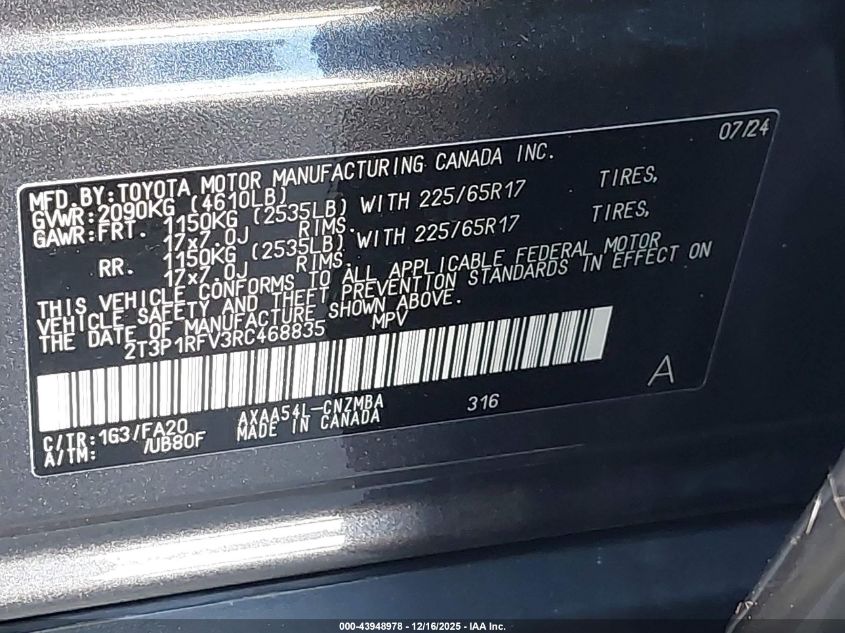 07/24
MFD.BY:TOYOTA MOTOR MANUFACTURING CANADA INC.
GVWR:2090KG (4610LB)
GAWR:FRT. 1150KG (2535LB) WITH 225/65R17 TIRES,
17x7.0J RIMS.
RR. 1150KG (2535LB) WITH 225/65R17 TIRES,
17x7.0J RIMS.
THIS VEHICLE CONFORMS TO ALL APPLICABLE FEDERAL MOTOR
VEHICLE SAFETY AND THEFT PREVENTION STANDARDS IN EFFECT ON
THE DATE OF MANUFACTURE SHOWN ABOVE.
2T3P1RFV3RC468835 MPV
A
C/TR:1G3/FA20 AXAA54L-CNZMBA 316
A/TM: /UB80F MADE IN CANADA
000-43948978 - 12/16/2025 - IAA Inc.